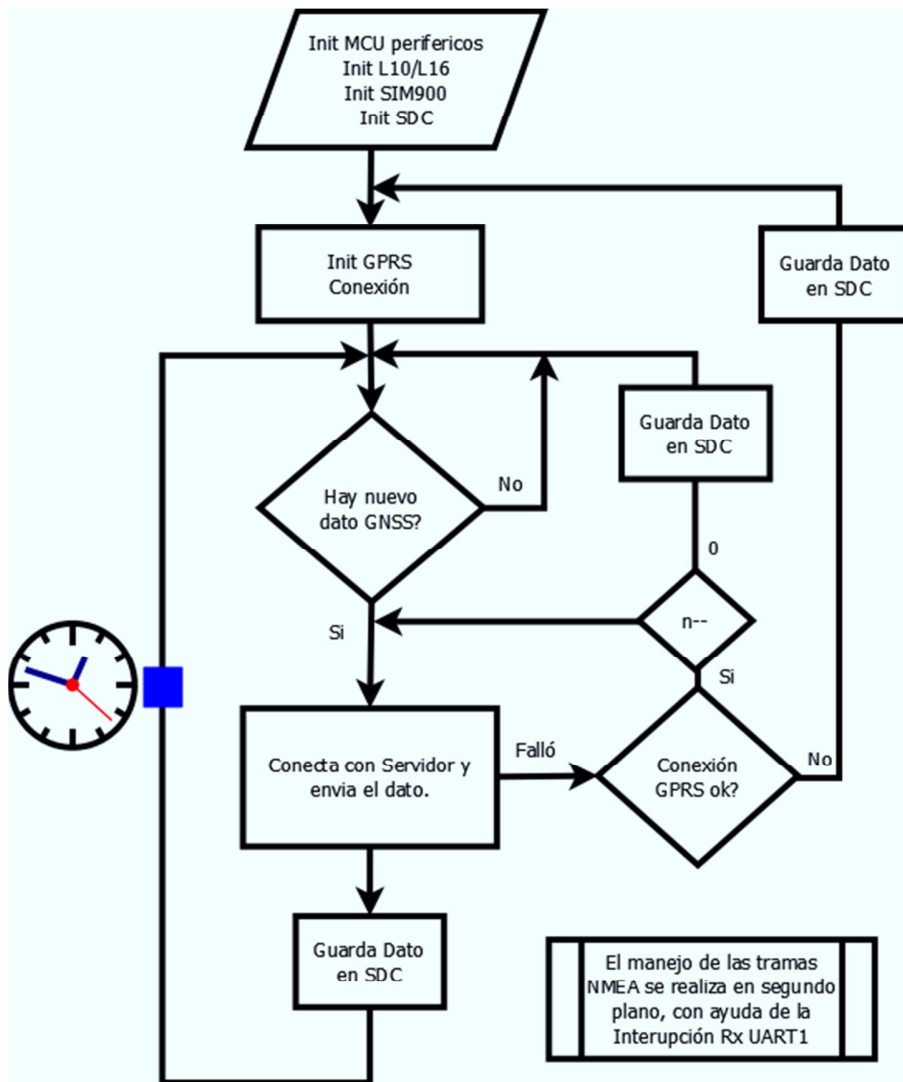 Init MCU perifericos
Init L10/L16
Init SIM900
Init SDC
Init GPRS
Conexión
Guarda Dato
en SDC
Guarda Dato
en SDC
Hay nuevo
dato GNSS?
No
0
n--
Si
Si
Conecta con Servidor y
envia el dato.
Falló
Conexión
GPRS ok?
No
Guarda Dato
en SDC
El manejo de las tramas
NMEA se realiza en segundo
plano, con ayuda de la
Interupción Rx UART1